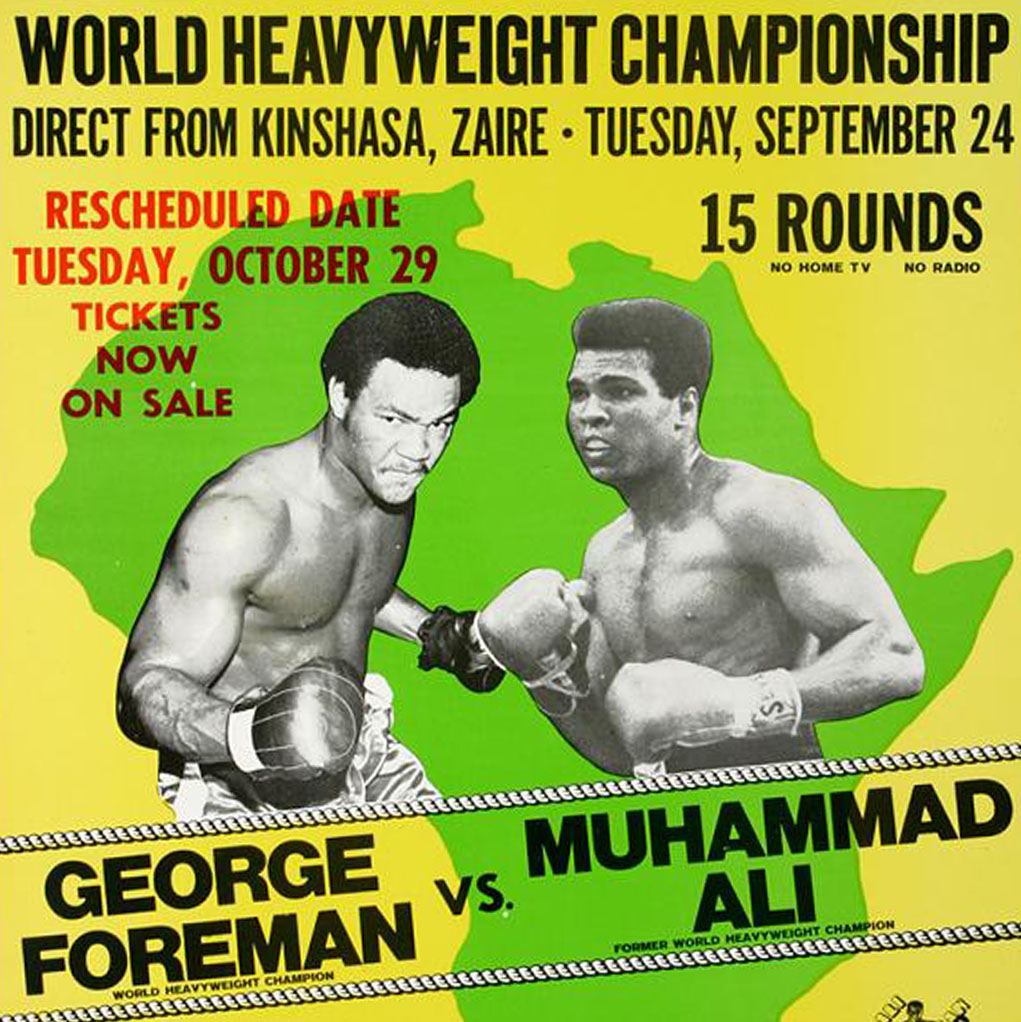 WORLD HEAVYWEIGHT CHAMPIONSHIP
DIRECT FROM KINSHASA, ZAIRE · TUESDAY, SEPTEMBER 24
RESCHEDULED DATE
TUESDAY, OCTOBER 29
TICKETS
NOW
ON SALE
15 ROUNDS
NO HOME TV NO RADIO
GEORGE
FOREMAN
WORLD HEAVYWEIGHT CHAMPION
VS.
MUHAMMAD
ALI
FORMER WORLD HEAVYWEIGHT CHAMPION